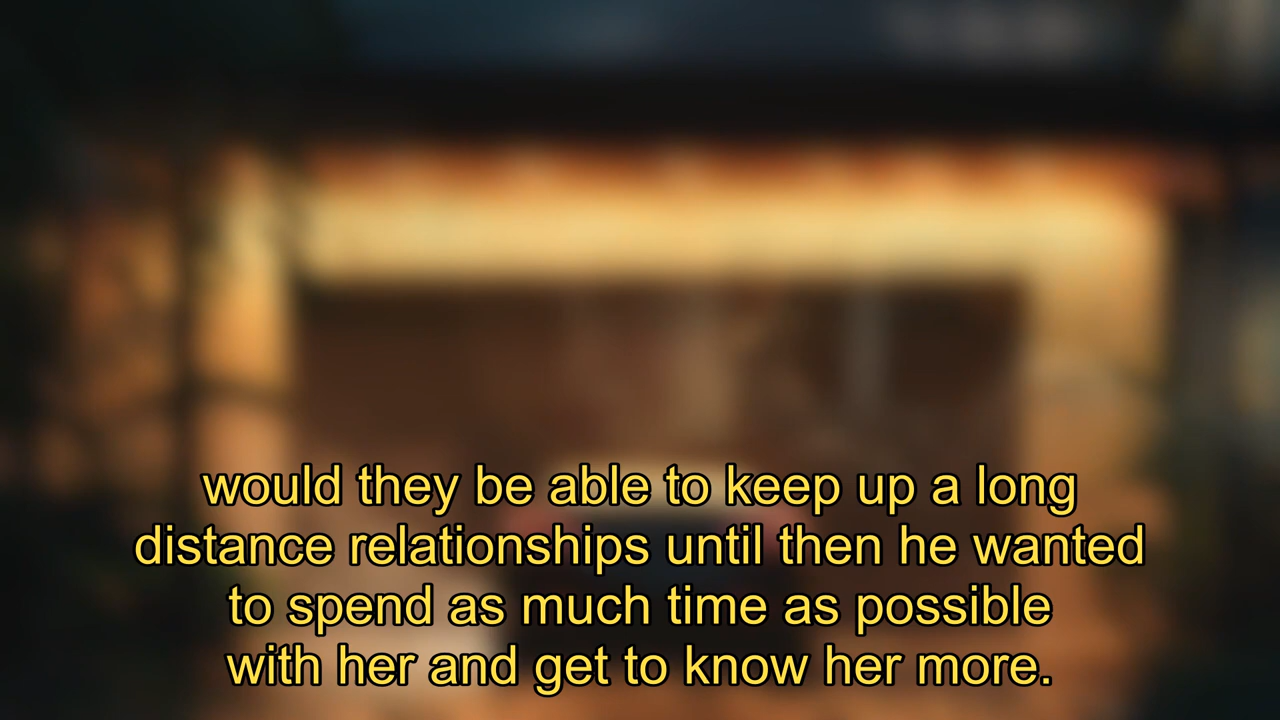 would they be able to keep up a long
distance relationships until then he wanted
to spend as much time as possible
with her and get to know her more.